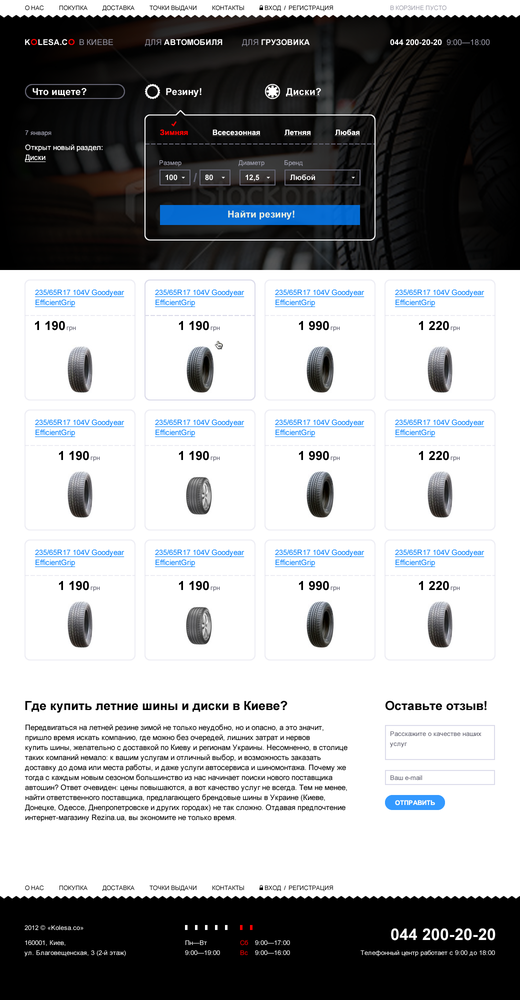 О НАС ПОКУПКА ДОСТАВКА ТОЧКИ ВЫДАЧИ КОНТАКТЫ ВХОД / РЕГИСТРАЦИЯ В КОРЗИНЕ ПУСТО
KOLESA.CO В КИЕВЕ ДЛЯ АВТОМОБИЛЯ ДЛЯ ГРУЗОВИКА 044 200-20-20 9:00—18:00
Что ищете? Резину! Диски?
7 января
Открыт новый раздел:
Диски
Зимняя Всесезонная Летняя Любая
Размер Диаметр Бренд
100 / 80 12,5 Любой
Найти резину!
235/65R17 104V Goodyear EfficientGrip
1 190 грн
235/65R17 104V Goodyear EfficientGrip
1 190 грн
235/65R17 104V Goodyear EfficientGrip
1 990 грн
235/65R17 104V Goodyear EfficientGrip
1 220 грн
235/65R17 104V Goodyear EfficientGrip
1 190 грн
235/65R17 104V Goodyear EfficientGrip
1 190 грн
235/65R17 104V Goodyear EfficientGrip
1 990 грн
235/65R17 104V Goodyear EfficientGrip
1 220 грн
235/65R17 104V Goodyear EfficientGrip
1 190 грн
235/65R17 104V Goodyear EfficientGrip
1 190 грн
235/65R17 104V Goodyear EfficientGrip
1 990 грн
235/65R17 104V Goodyear EfficientGrip
1 220 грн
Где купить летние шины и диски в Киеве?
Передвигаться на летней резине зимой не только неудобно, но и опасно, а это значит,
пришло время искать компанию, где можно без очередей, лишних затрат и нервов
купить шины, желательно с доставкой по Киеву и регионам Украины. Несомненно, в столице
таких компаний немало: к вашим услугам и отличный выбор, и возможность заказать
доставку до дома или места работы, и даже услуги автосервиса и шиномонтажа. Почему же
тогда с каждым новым сезоном большинство из нас начинает поиски нового поставщика
автошин? Ответ очевиден: цены повышаются, а вот качество услуг не всегда. Тем не менее,
найти ответственного поставщика, предлагающего брендовые шины в Украине (Киеве,
Донецке, Одессе, Днепропетровске и других городах) не так сложно. Отдавая предпочтение
интернет-магазину Rezina.ua, вы экономите не только время.
Оставьте отзыв!
Расскажите о качестве наших
услуг
Ваш e-mail
ОТПРАВИТЬ
О НАС ПОКУПКА ДОСТАВКА ТОЧКИ ВЫДАЧИ КОНТАКТЫ ВХОД / РЕГИСТРАЦИЯ
2012 © «Kolesa.co»
160001, Киев,
ул. Благовещенская, 3 (2-й этаж)
Пн—Вт Сб 9:00—17:00
9:00—19:00 Вс 9:00—16:00
044 200-20-20
Телефонный центр работает с 9:00 до 18:00